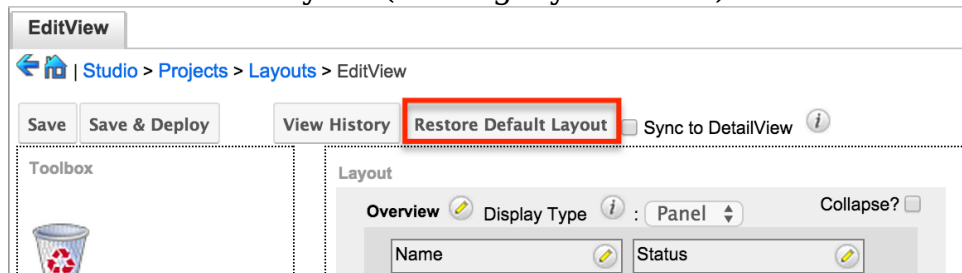 EditView
| Studio > Projects > Layouts > EditView
Save Save & Deploy View History Restore Default Layout Sync to DetailView i
Toolbox
Layout
Overview Display Type i : Panel Collapse?
Name Status